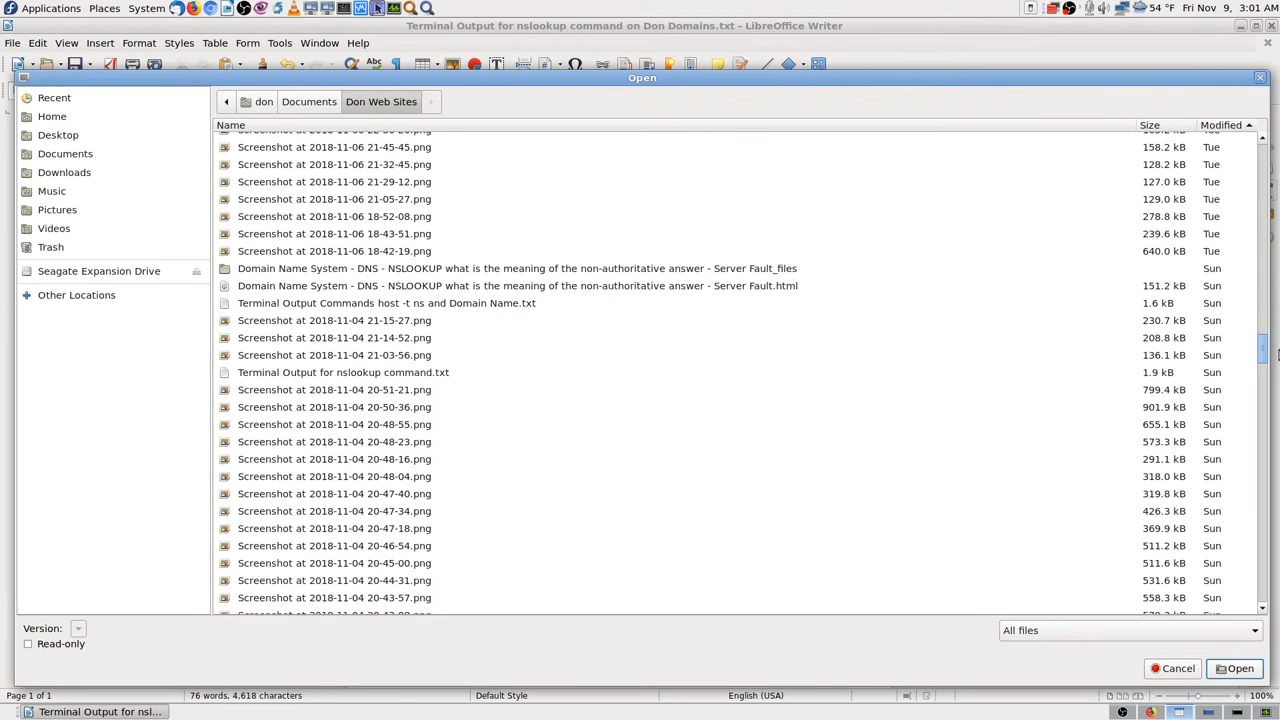 Applications Places System 54 °F Fri Nov 9, 3:01 AM
Terminal Output for nslookup command on Don Domains.txt - LibreOffice Writer
File Edit View Insert Format Styles Table Form Tools Window Help
Open
Recent
Home
Desktop
Documents
Downloads
Music
Pictures
Videos
Trash
Seagate Expansion Drive
Other Locations
don Documents Don Web Sites
Name Size Modified
Screenshot at 2018-11-06 21-45-45.png 158.2 kB Tue
Screenshot at 2018-11-06 21-32-45.png 128.2 kB Tue
Screenshot at 2018-11-06 21-29-12.png 127.0 kB Tue
Screenshot at 2018-11-06 21-05-27.png 129.0 kB Tue
Screenshot at 2018-11-06 18-52-08.png 278.8 kB Tue
Screenshot at 2018-11-06 18-43-51.png 239.6 kB Tue
Screenshot at 2018-11-06 18-42-19.png 640.0 kB Tue
Domain Name System - DNS - NSLOOKUP what is the meaning of the non-authoritative answer - Server Fault_files Sun
Domain Name System - DNS - NSLOOKUP what is the meaning of the non-authoritative answer - Server Fault.html 151.2 kB Sun
Terminal Output Commands host -t ns and Domain Name.txt 1.6 kB Sun
Screenshot at 2018-11-04 21-15-27.png 230.7 kB Sun
Screenshot at 2018-11-04 21-14-52.png 208.8 kB Sun
Screenshot at 2018-11-04 21-03-56.png 136.1 kB Sun
Terminal Output for nslookup command.txt 1.9 kB Sun
Screenshot at 2018-11-04 20-51-21.png 799.4 kB Sun
Screenshot at 2018-11-04 20-50-36.png 901.9 kB Sun
Screenshot at 2018-11-04 20-48-55.png 655.1 kB Sun
Screenshot at 2018-11-04 20-48-23.png 573.3 kB Sun
Screenshot at 2018-11-04 20-48-16.png 291.1 kB Sun
Screenshot at 2018-11-04 20-48-04.png 318.0 kB Sun
Screenshot at 2018-11-04 20-47-40.png 319.8 kB Sun
Screenshot at 2018-11-04 20-47-34.png 426.3 kB Sun
Screenshot at 2018-11-04 20-47-18.png 369.9 kB Sun
Screenshot at 2018-11-04 20-46-54.png 511.2 kB Sun
Screenshot at 2018-11-04 20-45-00.png 511.6 kB Sun
Screenshot at 2018-11-04 20-44-31.png 531.6 kB Sun
Screenshot at 2018-11-04 20-43-57.png 558.3 kB Sun
Version:
All files
Read-only
Cancel Open
Page 1 of 1 76 words, 4,618 characters Default Style English (USA) 100%
Terminal Output for nsl...